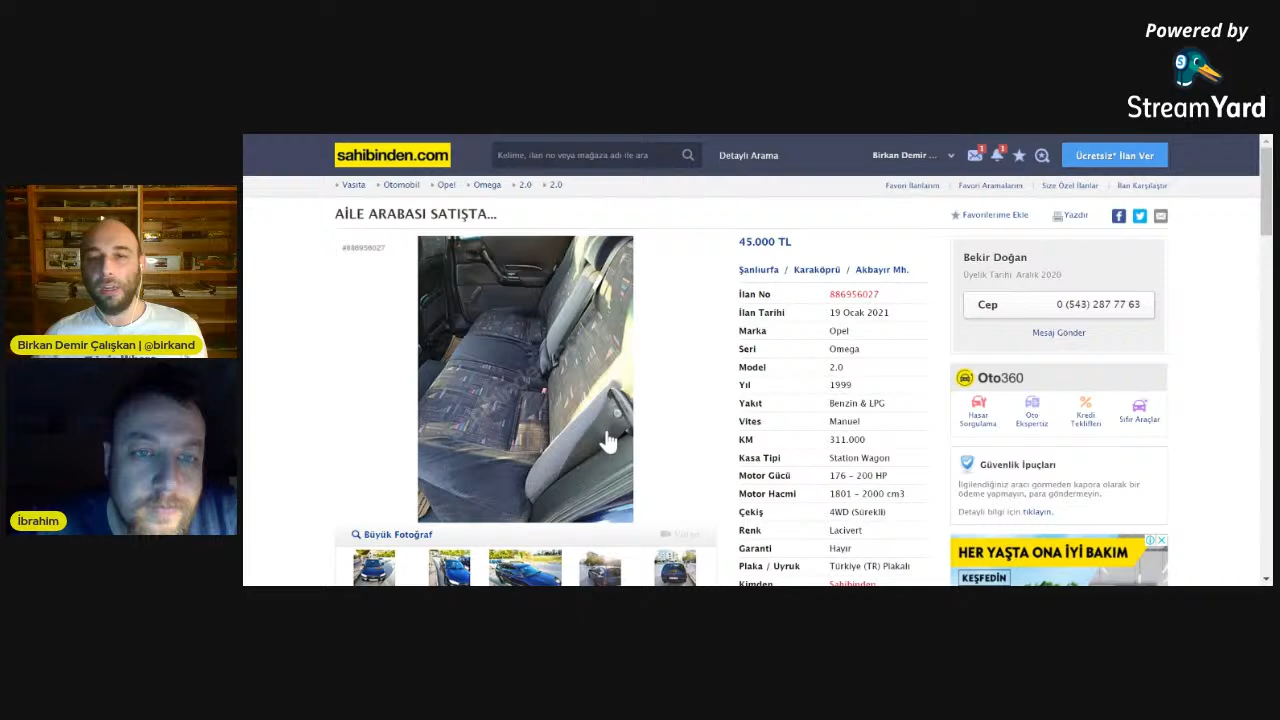 Powered by
StreamYard
sahibinden.com
Kelime, ilan no veya mağaza adı ile ara
Detaylı Arama
Birkan Demir ...
1
1
Ücretsiz* İlan Ver
Vasıta
Otomobil
Opel
Omega
2.0
2.0
Favori İlanlarım
Favori Aramalarım
Size Özel İlanlar
İlan Karşılaştır
AİLE ARABASI SATIŞTA...
Favorilerime Ekle
Yazdır
#886956027
45.000 TL
Şanlıurfa / Karaköprü / Akbayır Mh.
İlan No 886956027
İlan Tarihi 19 Ocak 2021
Marka Opel
Seri Omega
Model 2.0
Yıl 1999
Yakıt Benzin & LPG
Vites Manuel
KM 311.000
Kasa Tipi Station Wagon
Motor Gücü 176 - 200 HP
Motor Hacmi 1801 - 2000 cm3
Çekiş 4WD (Sürekli)
Renk Lacivert
Garanti Hayır
Plaka / Uyruk Türkiye (TR) Plakalı
Kimden Sahibinden
Büyük Fotoğraf
Bekir Doğan
Üyelik Tarihi Aralık 2020
Cep 0 (543) 287 77 63
Mesaj Gönder
Oto360
Hasar Sorgulama
Oto Ekspertiz
Kredi Teklifleri
Sıfır Araçlar
Güvenlik İpuçları
İlgilendiğiniz aracı görmeden kapora olarak bir
ödeme yapmayın, para göndermeyin.
Detaylı bilgi için tıklayın.
HER YAŞTA ONA İYİ BAKIM
KEŞFEDİN
Birkan Demir Çalışkan | @birkand
İbrahim